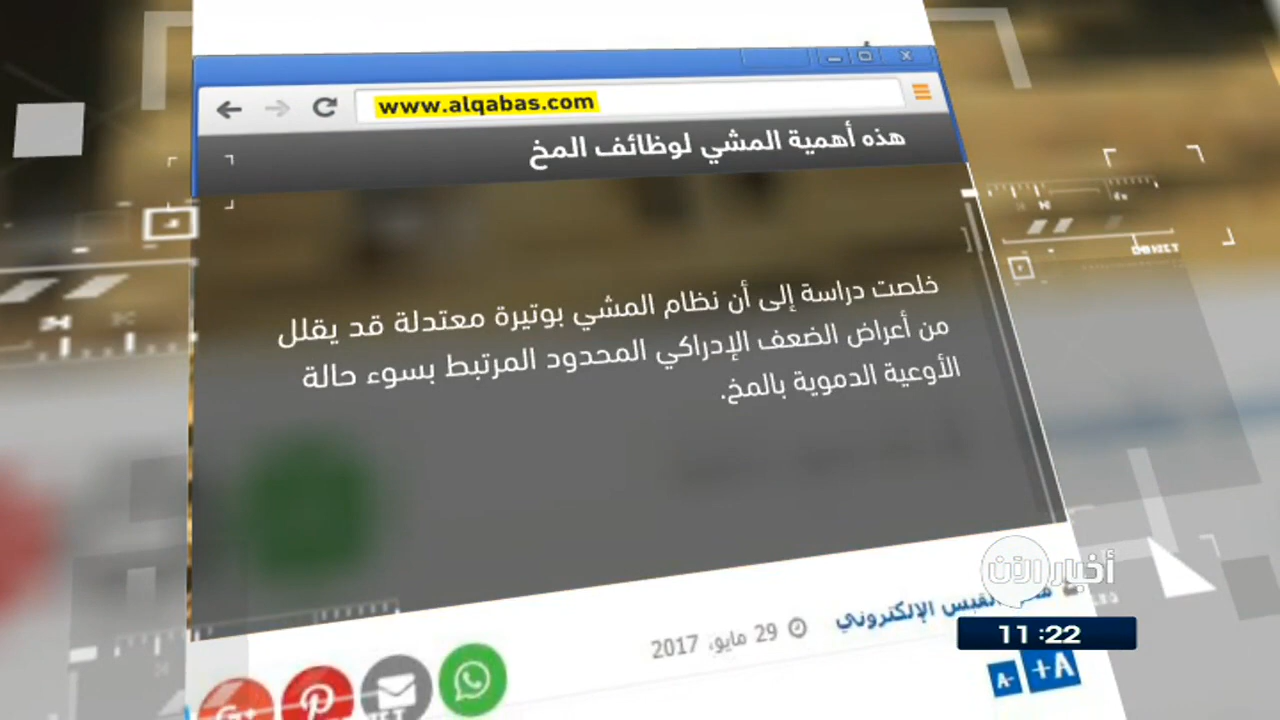 www.alqabas.com
هذه أهمية المشي لوظائف المخ
خلصت دراسة إلى أن نظام المشي بوتيرة معتدلة قد يقلل
من أعراض الضعف الإدراكي المحدود المرتبط بسوء حالة
الأوعية الدموية بالمخ.
أخبار الآن
القبس الإلكتروني
29 مايو، 2017
11:22
A- +A
G+